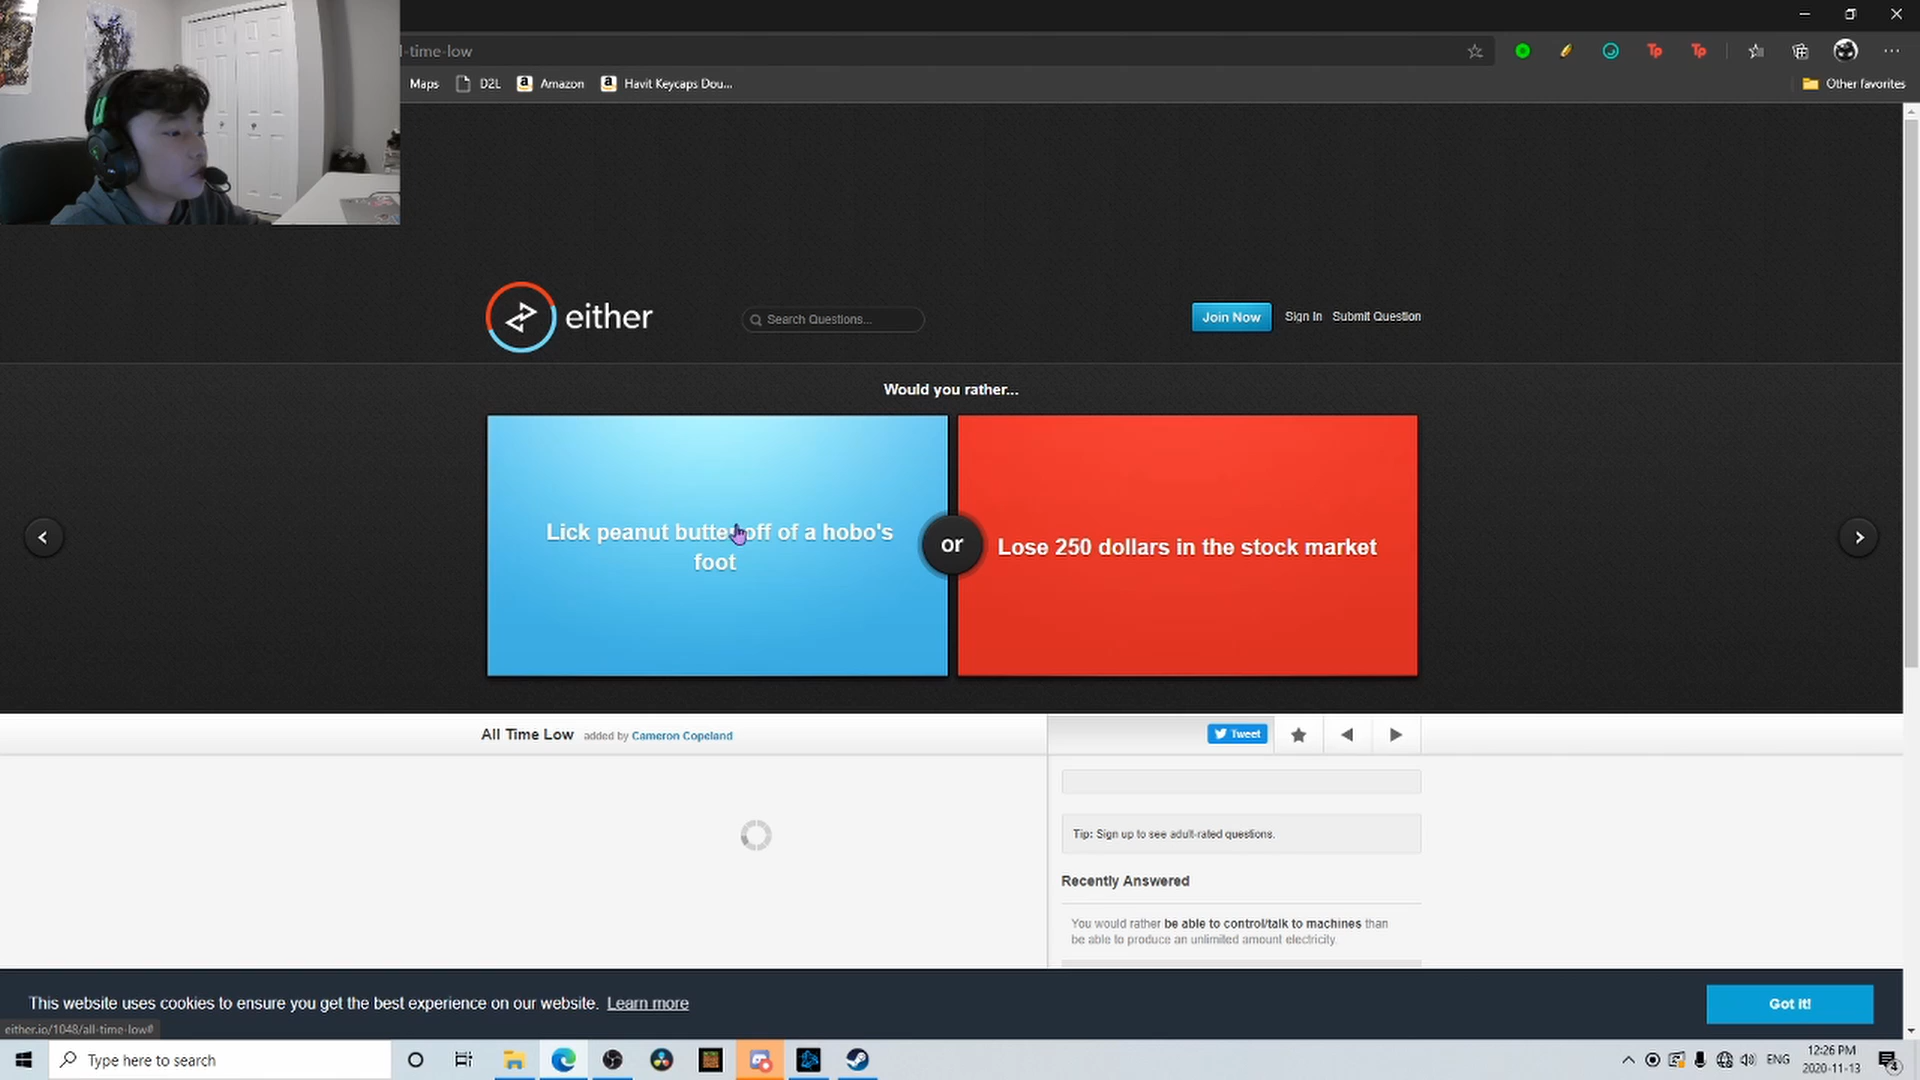 l-time-low
Maps D2L Amazon Havit Keycaps Dou... Other favorites
either Search Questions... Join Now Sign In Submit Question
Would you rather...
Lick peanut butter off of a hobo's
foot
or
Lose 250 dollars in the stock market
All Time Low added by Cameron Copeland Tweet
Tip: Sign up to see adult-rated questions.
Recently Answered
You would rather be able to control/talk to machines than
be able to produce an unlimited amount electricity.
This website uses cookies to ensure you get the best experience on our website. Learn more Got It!
either.io/1048/all-time-low#
Type here to search ENG 12:26 PM
2020-11-13 4